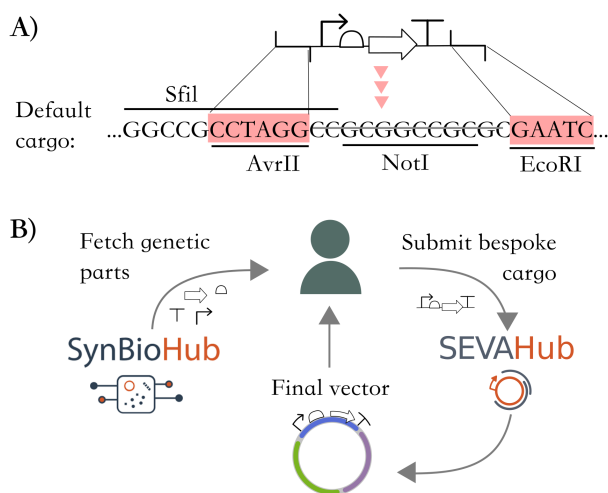 A)
SfiI
Default
cargo:
...GGCCGCCTAGGCCGCGGCCGCGCGAATC...
AvrII
NotI
EcoRI
B)
Fetch genetic
parts
Submit bespoke
cargo
SynBioHub
SEVAHub
Final vector